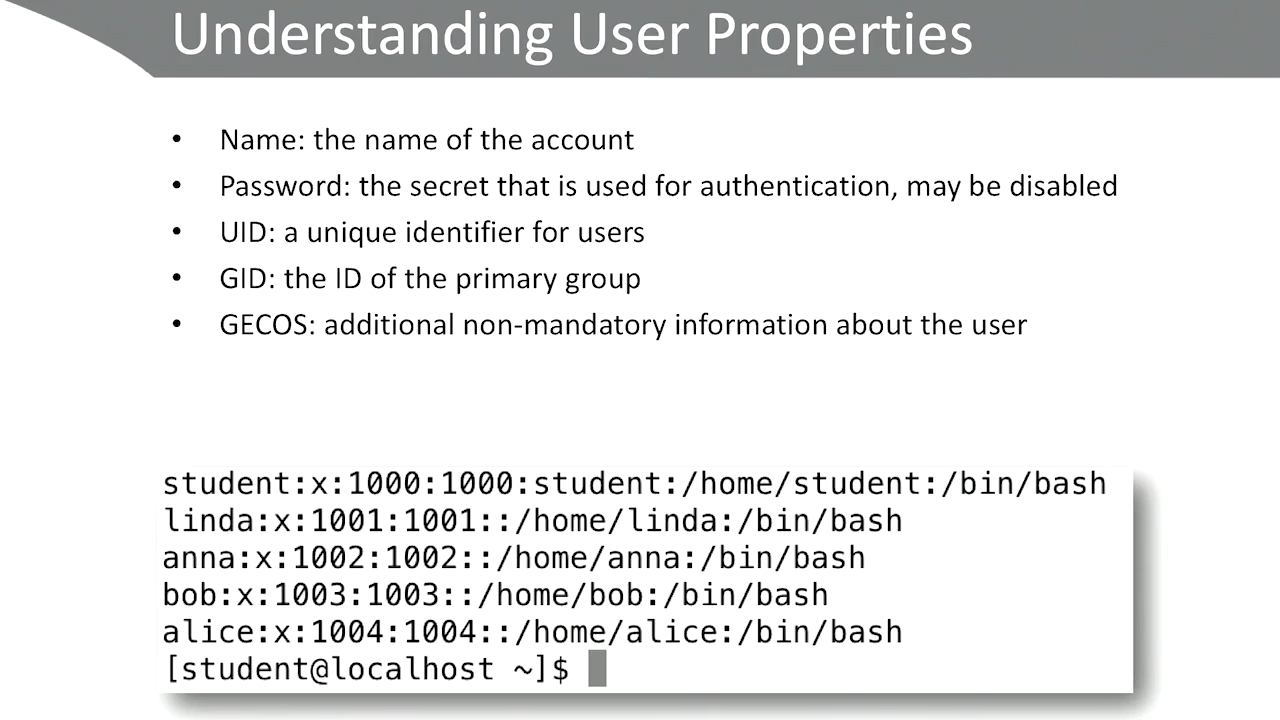 Understanding User Properties
• Name: the name of the account
• Password: the secret that is used for authentication, may be disabled
• UID: a unique identifier for users
• GID: the ID of the primary group
• GECOS: additional non-mandatory information about the user
student:x:1000:1000:student:/home/student:/bin/bash
linda:x:1001:1001::/home/linda:/bin/bash
anna:x:1002:1002::/home/anna:/bin/bash
bob:x:1003:1003::/home/bob:/bin/bash
alice:x:1004:1004::/home/alice:/bin/bash
[student@localhost ~]$